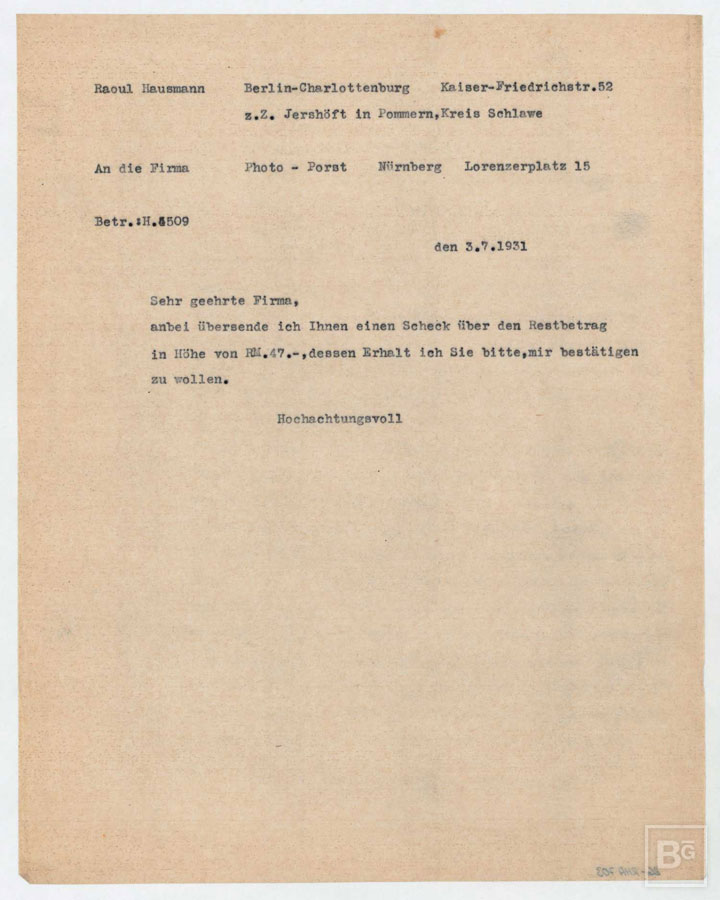 Raoul Hausmann Berlin-Charlottenburg Kaiser-Friedrichstr.52
z.Z. Jershöft in Pommern,Kreis Schlawe
An die Firma Photo - Porst Nürnberg Lorenzerplatz 15
Betr.:H.
den 3.7.1931
Sehr geehrte Firma,
anbei übersende ich Ihnen einen Scheck über den Restbetrag
in Höhe von RM.47.-,dessen Erhalt ich Sie bitte,mir bestätigen
zu wollen.
Hochachtungsvoll
BG